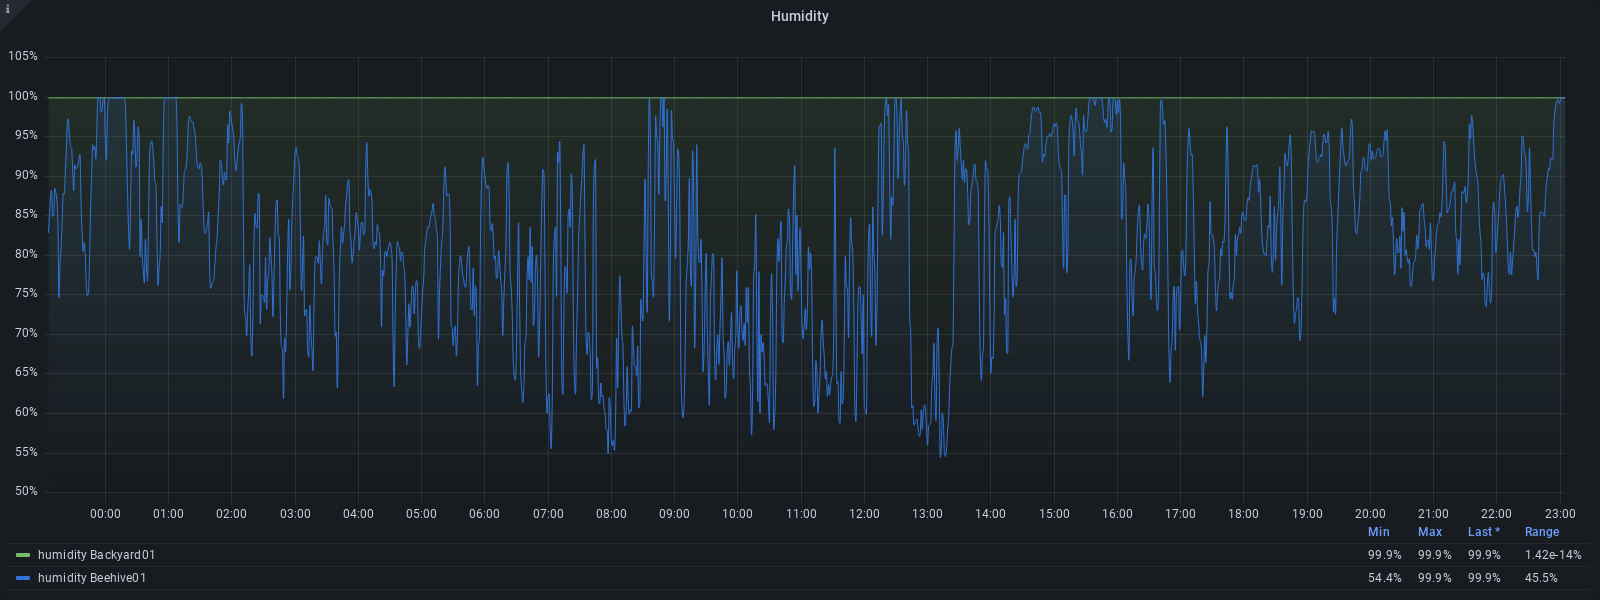 i
Humidity
105%
100%
95%
90%
85%
80%
75%
70%
65%
60%
55%
50%
00:00 01:00 02:00 03:00 04:00 05:00 06:00 07:00 08:00 09:00 10:00 11:00 12:00 13:00 14:00 15:00 16:00 17:00 18:00 19:00 20:00 21:00 22:00 23:00
Min Max Last * Range
humidity Backyard01 99.9% 99.9% 99.9% 1.42e-14%
humidity Beehive01 54.4% 99.9% 99.9% 45.5%